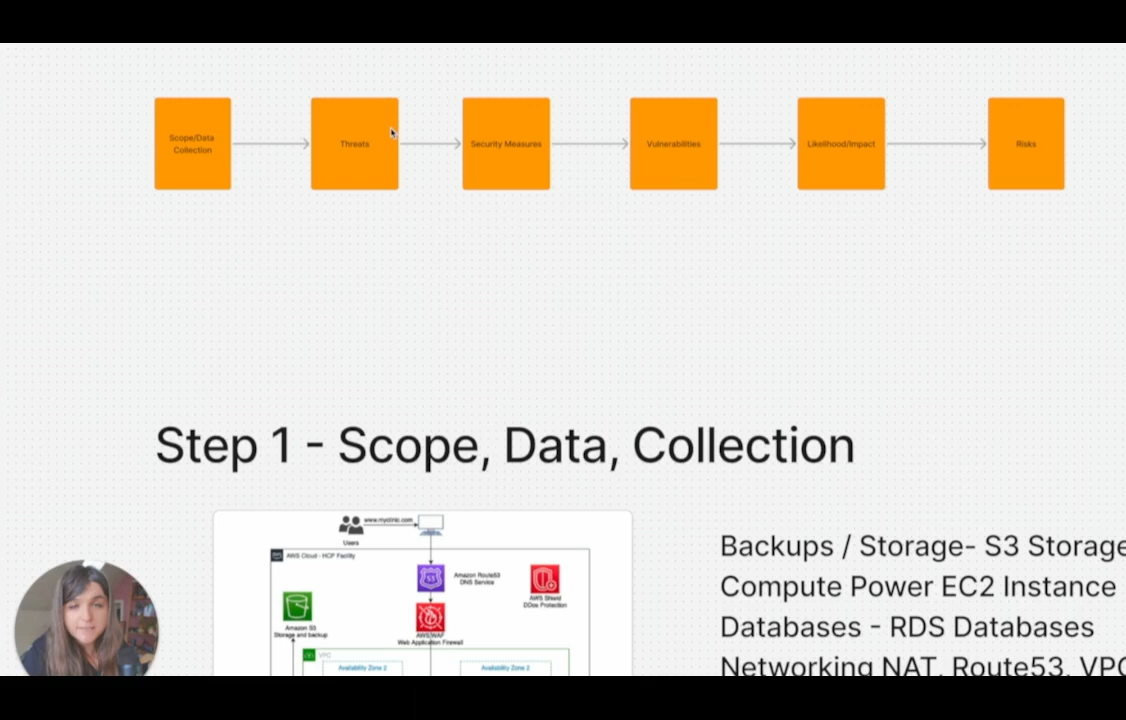 Scope/Data
Collection
Threats
Security Measures
Vulnerabilities
Likelihood/Impact
Risks
Step 1 - Scope, Data, Collection
www.myclinic.com
Users
AWS Cloud - HCP Facility
Amazon Route53
DNS Service
AWS Shield
DDos Protection
Amazon S3
Storage and backup
AWS WAF
Web Application Firewall
VPC
Availability Zone 2
Availability Zone 2
Backups / Storage- S3 Storage
Compute Power EC2 Instance
Databases - RDS Databases
Networking NAT, Route53, VPC